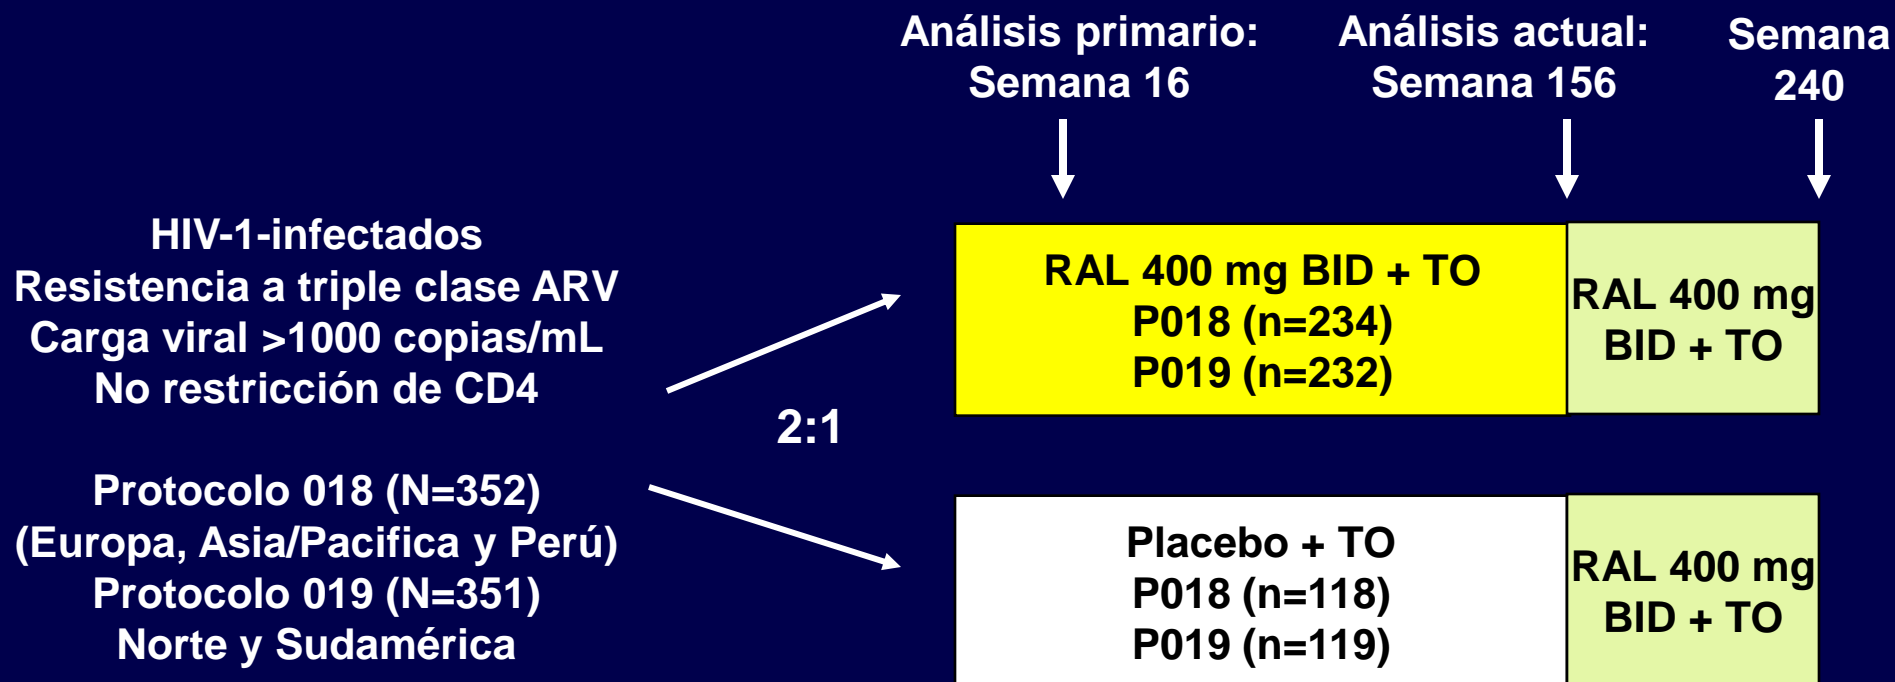 Análisis primario:
Semana 16
Análisis actual:
Semana 156
Semana
240
HIV-1-infectados
Resistencia a triple clase ARV
Carga viral >1000 copias/mL
No restricción de CD4
Protocolo 018 (N=352)
(Europa, Asia/Pacifica y Perú)
Protocolo 019 (N=351)
Norte y Sudamérica
2:1
RAL 400 mg BID + TO
P018 (n=234)
P019 (n=232)
RAL 400 mg
BID + TO
Placebo + TO
P018 (n=118)
P019 (n=119)
RAL 400 mg
BID + TO